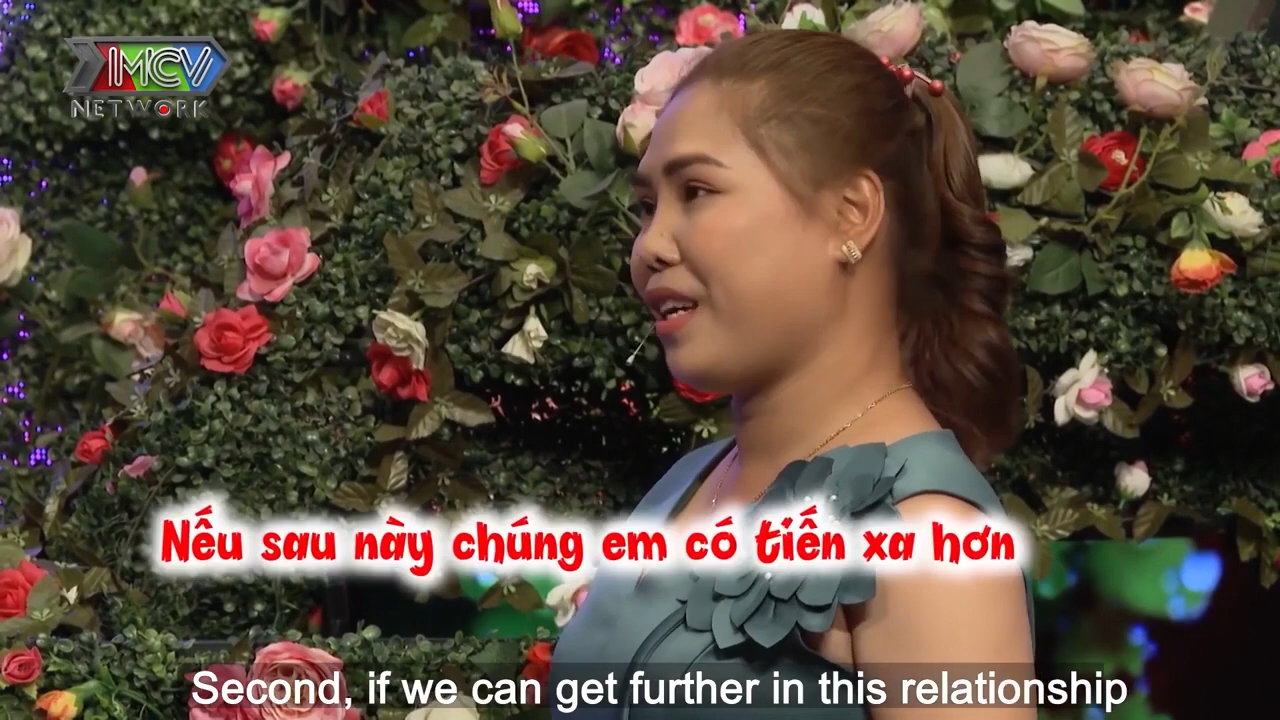 MCV
NETWORK
Nếu sau này chúng em có tiến xa hơn
Second, if we can get further in this relationship